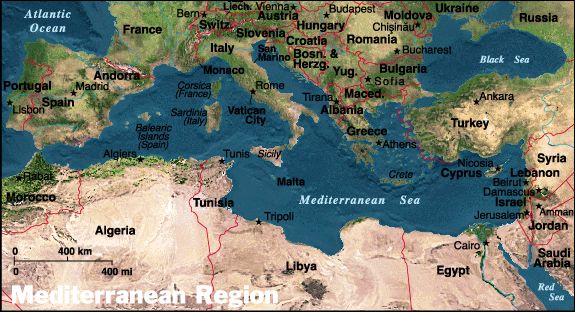 Atlantic
Ocean
France
Bern
Switz.
Liech.
Vienna
Austria
Budapest
Hungary
Moldova
Chişinău
Ukraine
Russia
Slovenia
Croatia
Romania
Italy
San
Marino
Bosn. &
Herzg.
Yug.
Bucharest
Bulgaria
Sofia
Black Sea
Andorra
Monaco
Portugal
Lisbon
Madrid
Spain
Corsica
(France)
Rome
Vatican
City
Sardinia
(Italy)
Tirana
Albania
Maced.
Greece
Athens
Ankara
Turkey
Balearic
Islands
(Spain)
Algiers
Tunis
Sicily
Crete
Nicosia
Cyprus
Syria
Lebanon
Beirut
Damascus
Israel
Jerusalem
Amman
Jordan
Rabat
Morocco
Malta
Mediterranean Sea
Tunisia
Tripoli
Algeria
Libya
Cairo
Egypt
Saudi
Arabia
Red
Sea
0 400 km
0 400 mi
Mediterranean Region